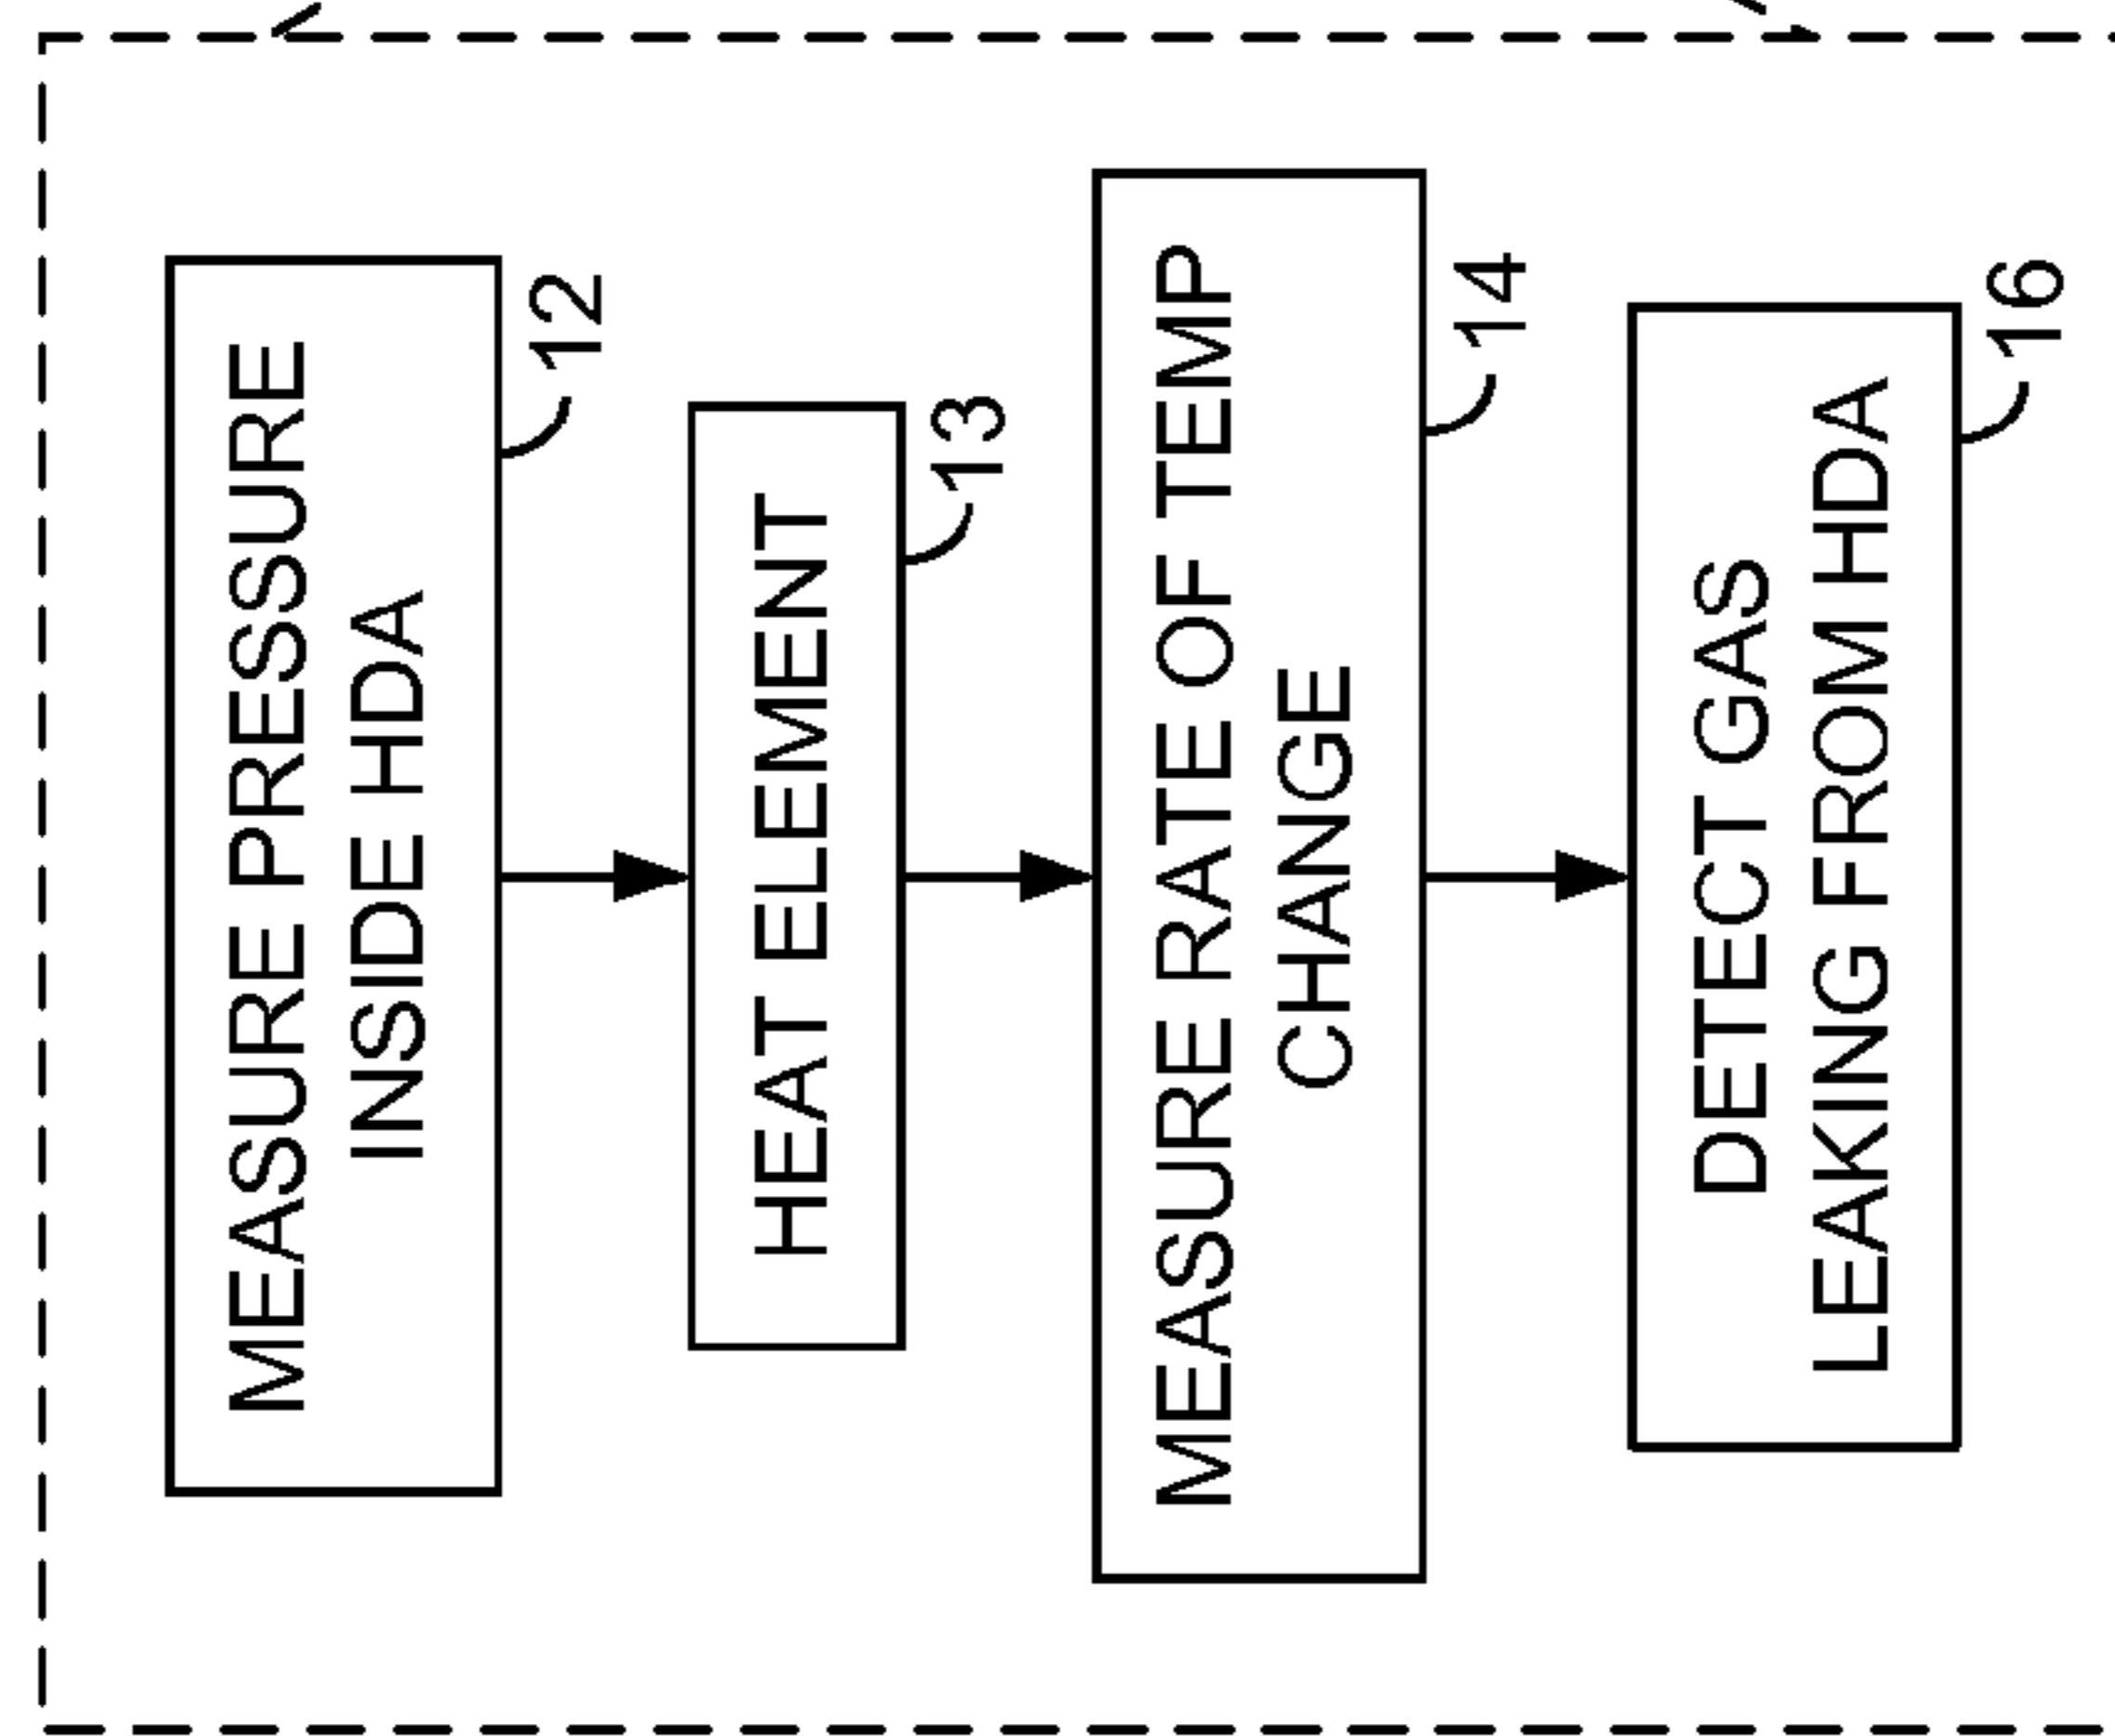 MEASURE PRESSURE
INSIDE HDA
12
HEAT ELEMENT
13
MEASURE RATE OF TEMP
CHANGE
14
DETECT GAS
LEAKING FROM HDA
16